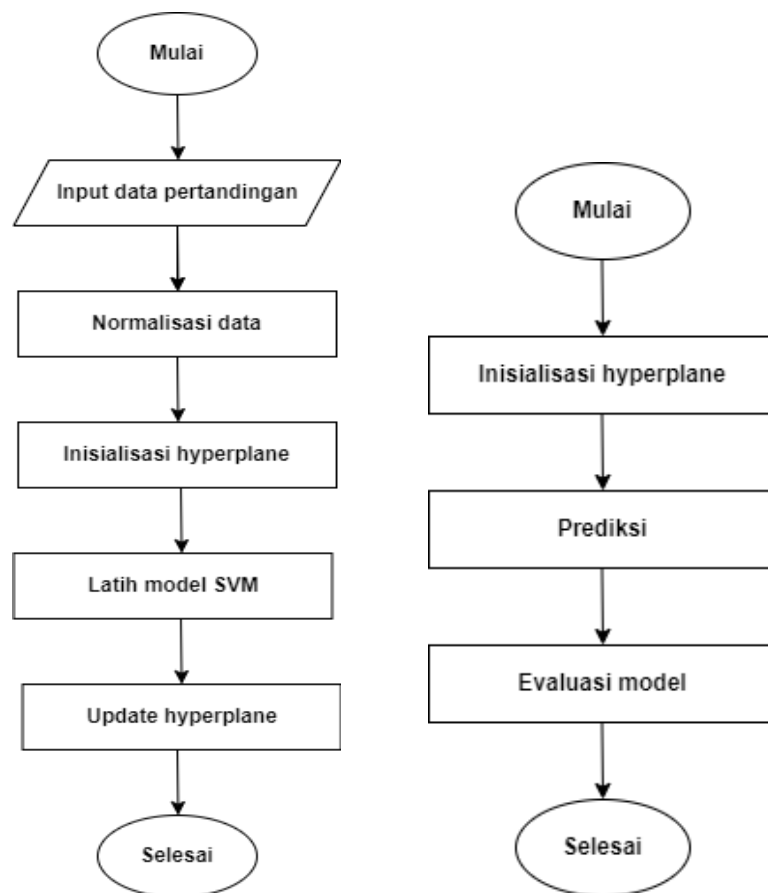 Mulai
Input data pertandingan
Normalisasi data
Inisialisasi hyperplane
Latih model SVM
Update hyperplane
Selesai
Mulai
Inisialisasi hyperplane
Prediksi
Evaluasi model
Selesai